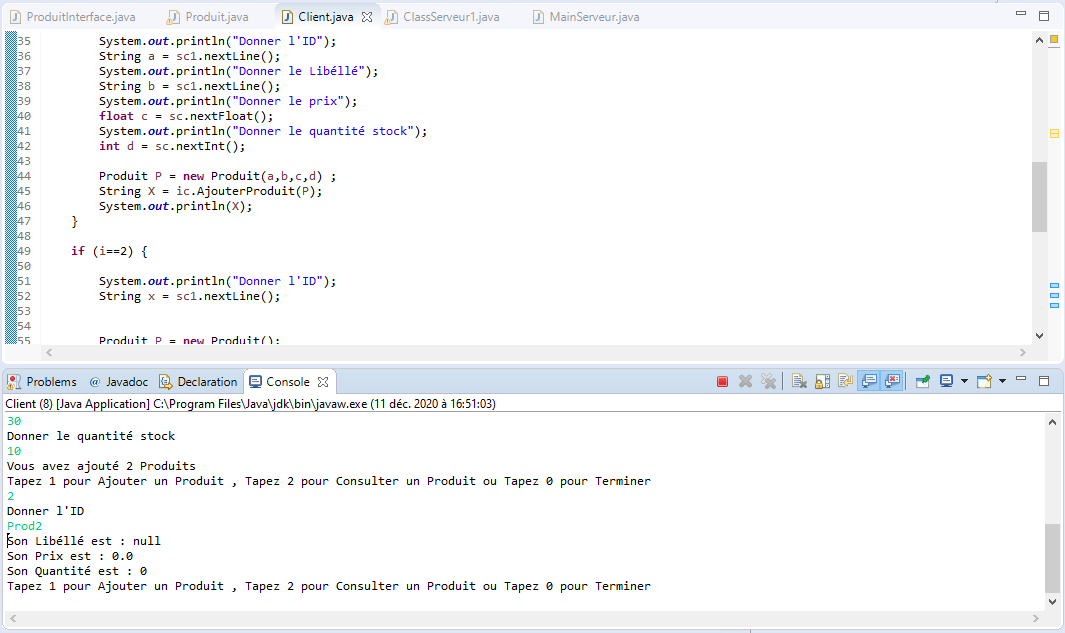 ProduitInterface.java Produit.java Client.java ClassServeur1.java MainServeur.java
35 System.out.println("Donner l'ID");
36 String a = sc1.nextLine();
37 System.out.println("Donner le Libéllé");
38 String b = sc1.nextLine();
39 System.out.println("Donner le prix");
40 float c = sc.nextFloat();
41 System.out.println("Donner le quantité stock");
42 int d = sc.nextInt();
43
44 Produit P = new Produit(a,b,c,d) ;
45 String X = ic.AjouterProduit(P);
46 System.out.println(X);
47 }
48
49 if (i==2) {
50
51 System.out.println("Donner l'ID");
52 String x = sc1.nextLine();
53
54
55 Produit P = new Produit();
Problems @ Javadoc Declaration Console
Client (8) [Java Application] C:\Program Files\Java\jdk\bin\javaw.exe (11 déc. 2020 à 16:51:03)
30
Donner le quantité stock
10
Vous avez ajouté 2 Produits
Tapez 1 pour Ajouter un Produit , Tapez 2 pour Consulter un Produit ou Tapez 0 pour Terminer
2
Donner l'ID
Prod2
Son Libéllé est : null
Son Prix est : 0.0
Son Quantité est : 0
Tapez 1 pour Ajouter un Produit , Tapez 2 pour Consulter un Produit ou Tapez 0 pour Terminer